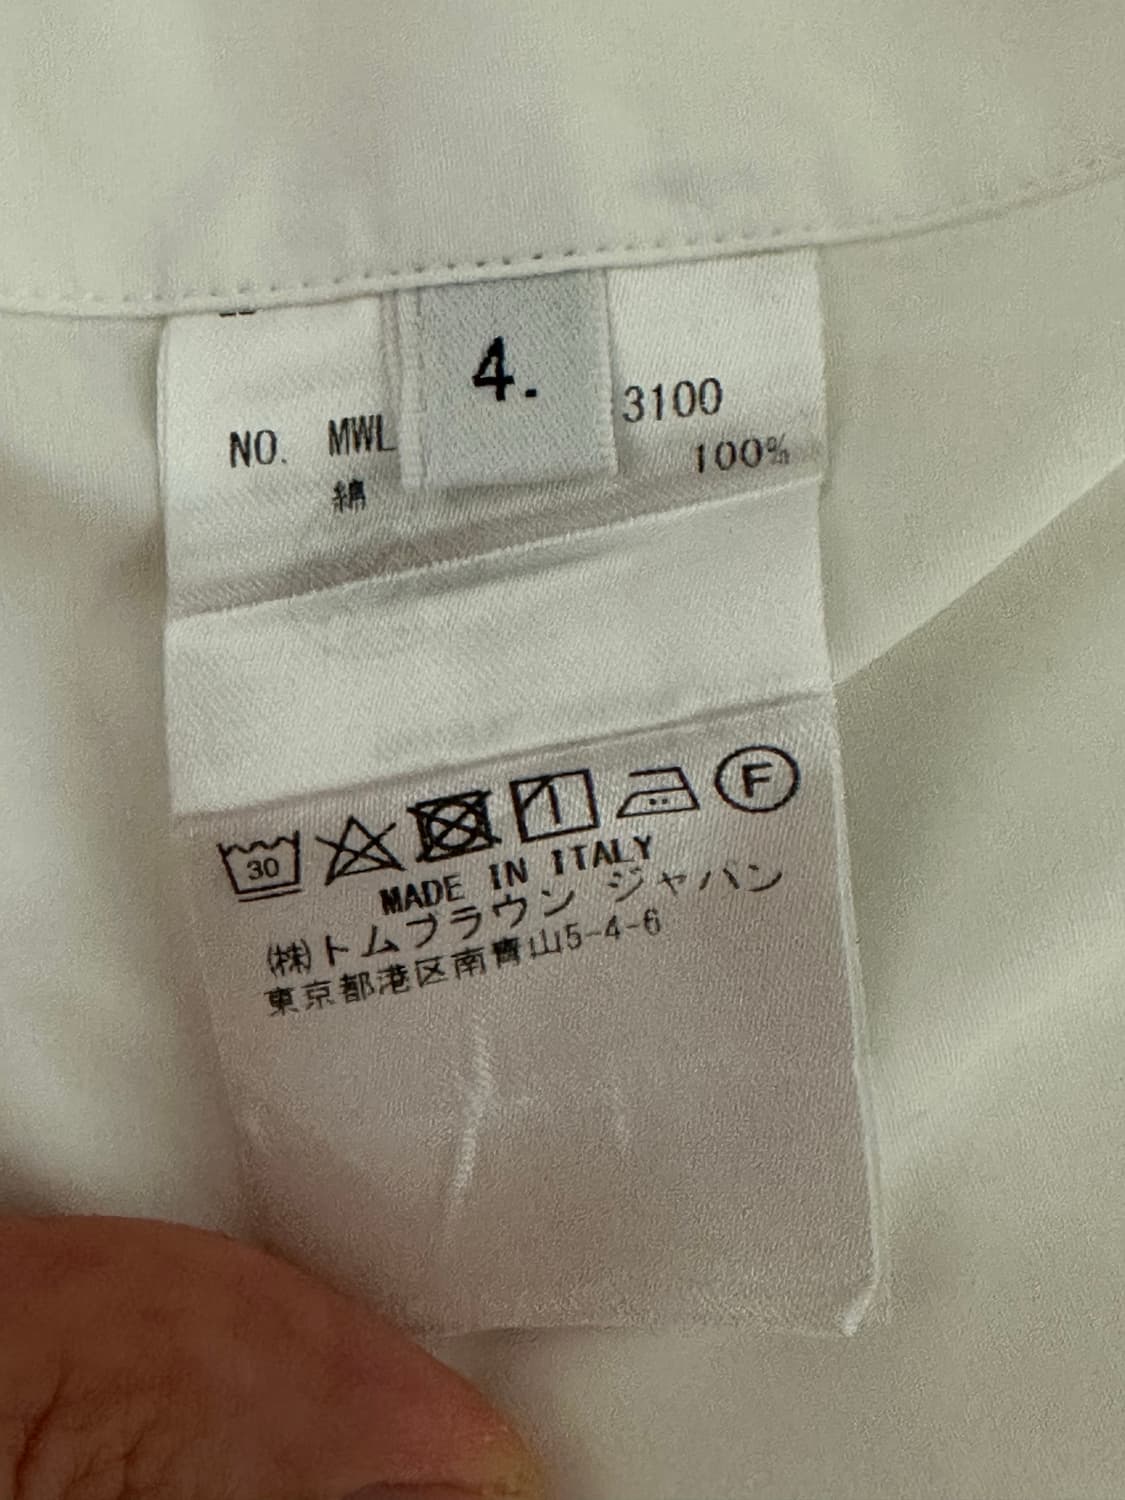 4.
NO. MWL 3100
綿 100%
30
F
MADE IN ITALY
㈱トムブラウン ジャパン
東京都港区南青山5-4-6